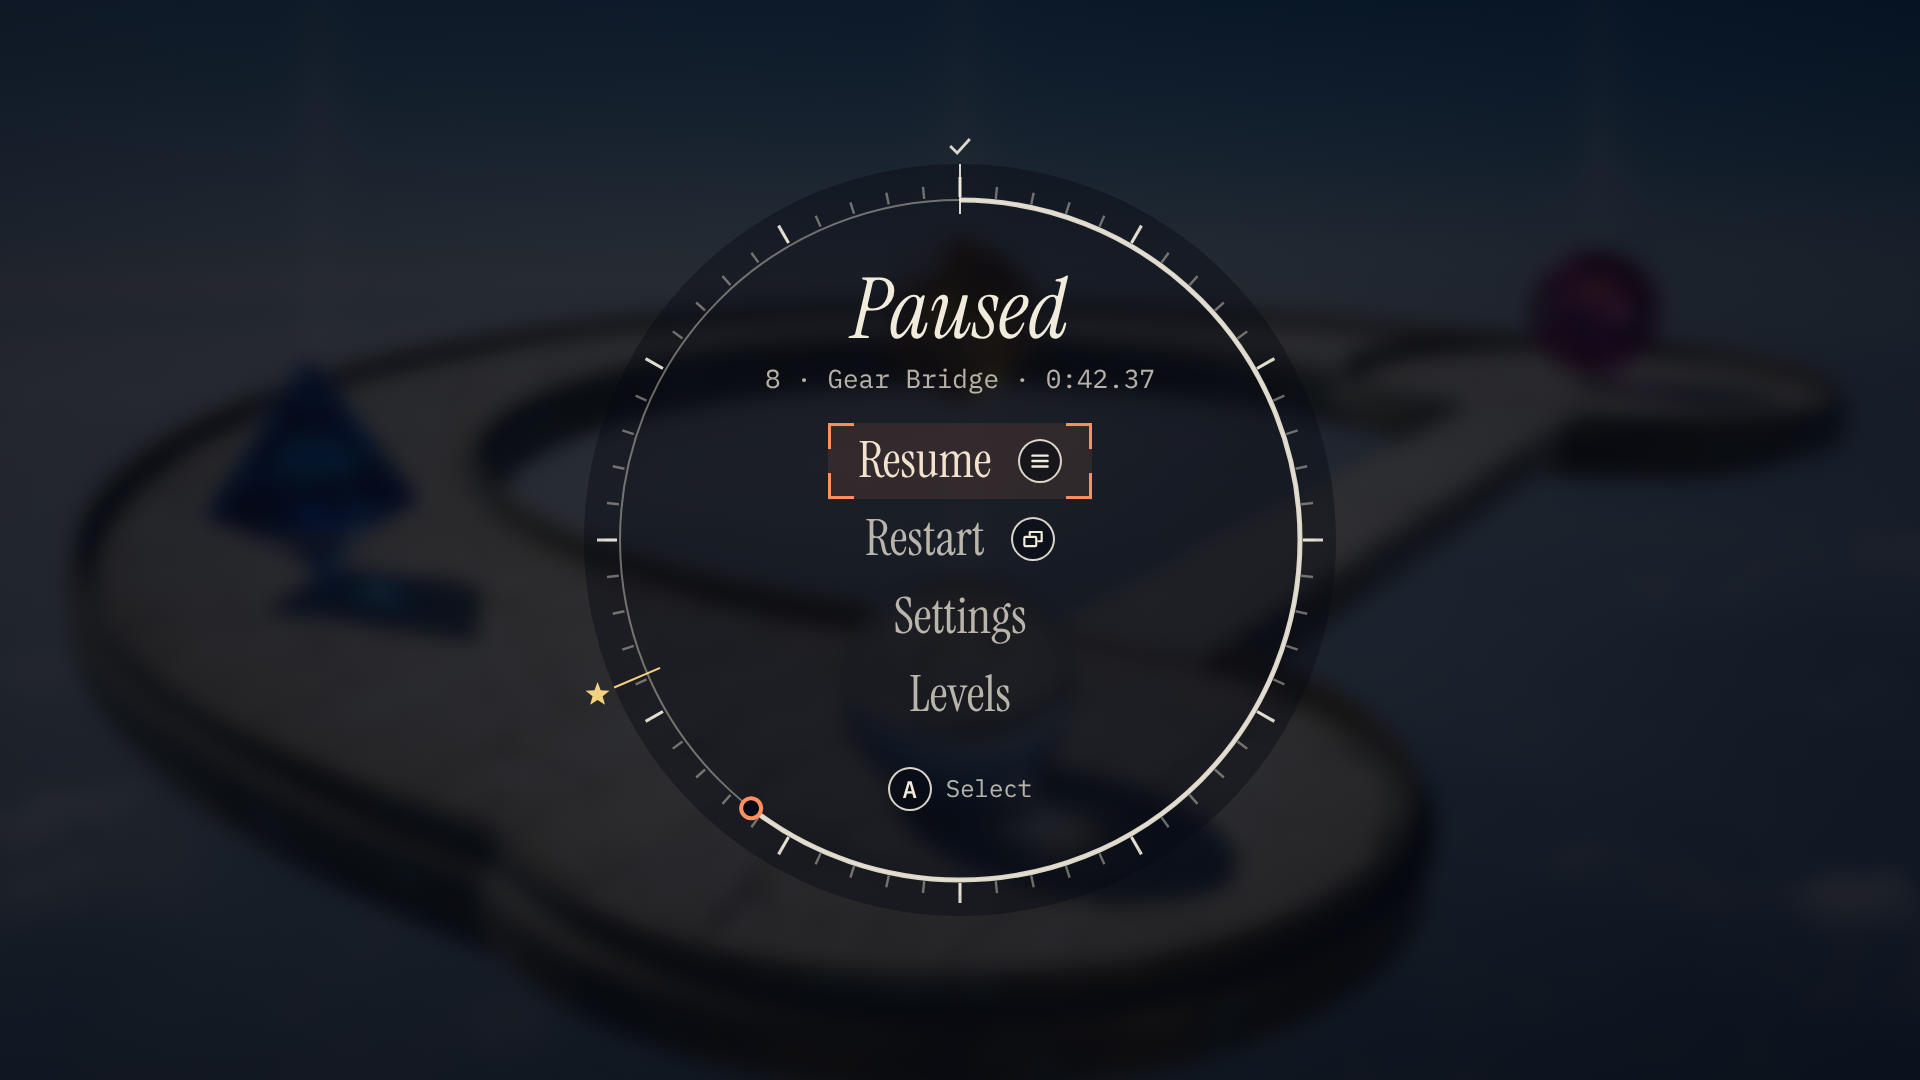 Paused
8 · Gear Bridge · 0:42.37
Resume
Restart
Settings
Levels
A Select